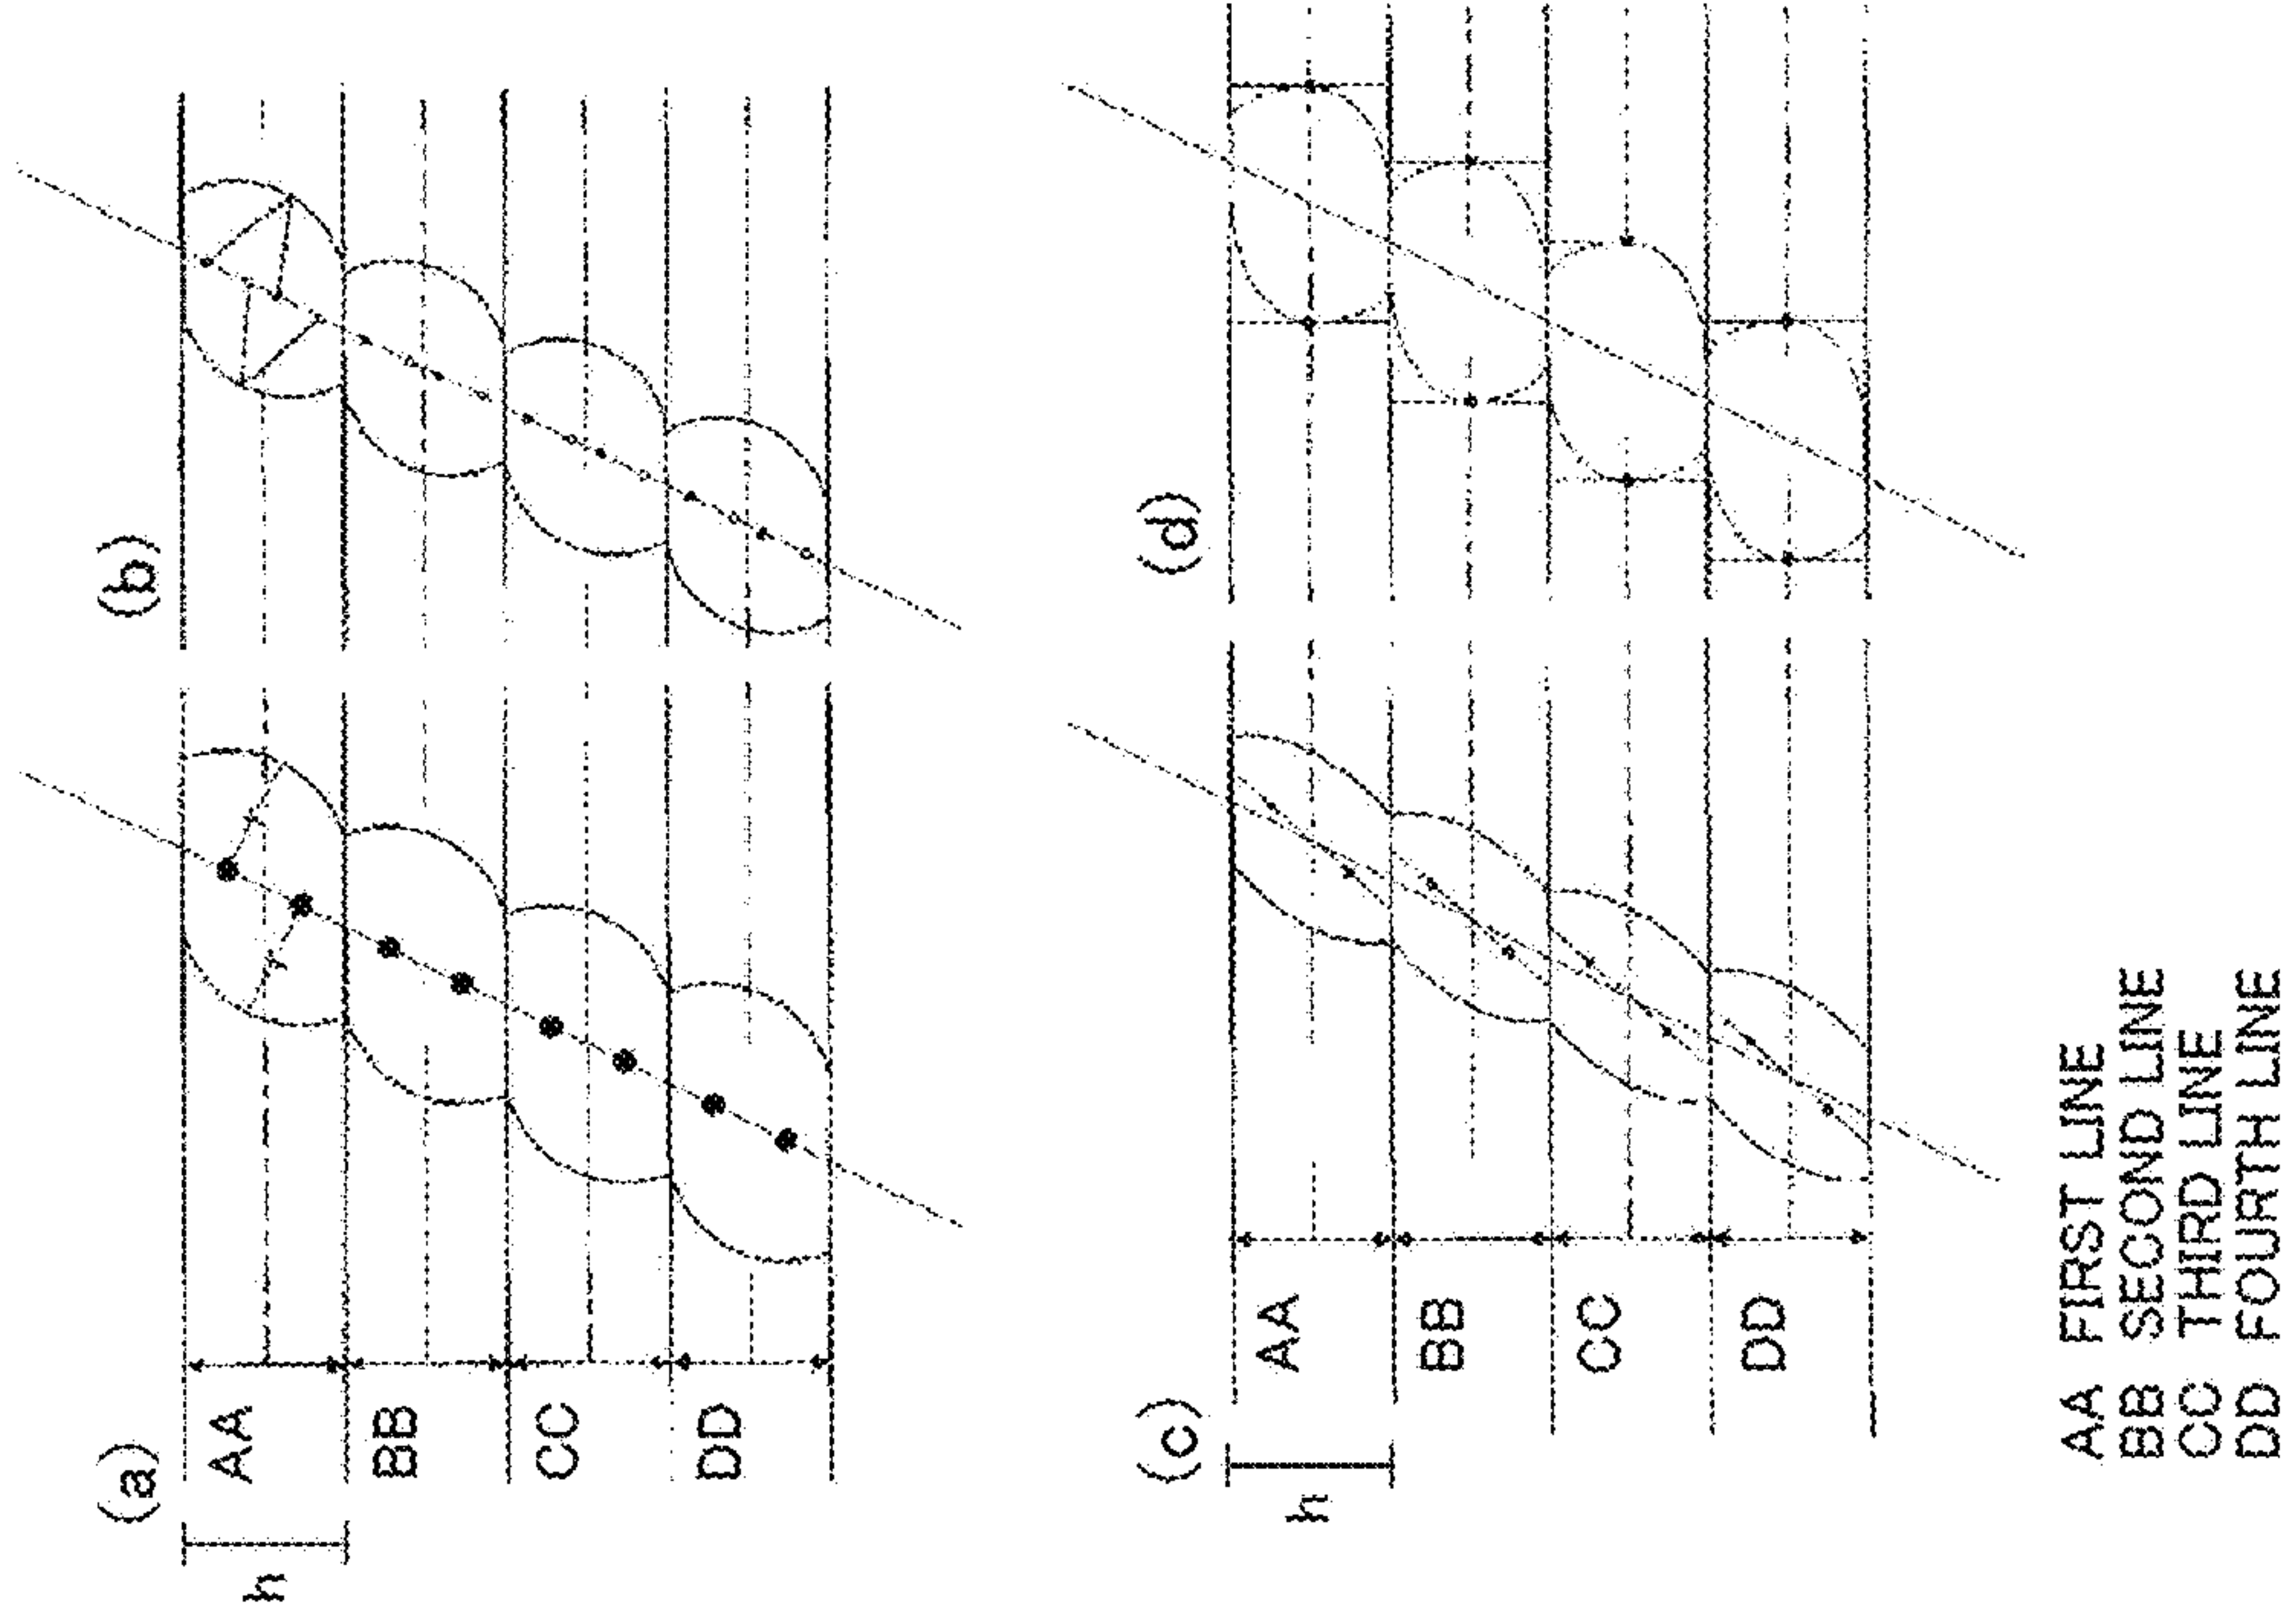 (a)
(b)
h
AA
BB
CC
DD
(c)
(d)
h
AA
BB
CC
DD
AA FIRST LINE
BB SECOND LINE
CC THIRD LINE
DD FOURTH LINE